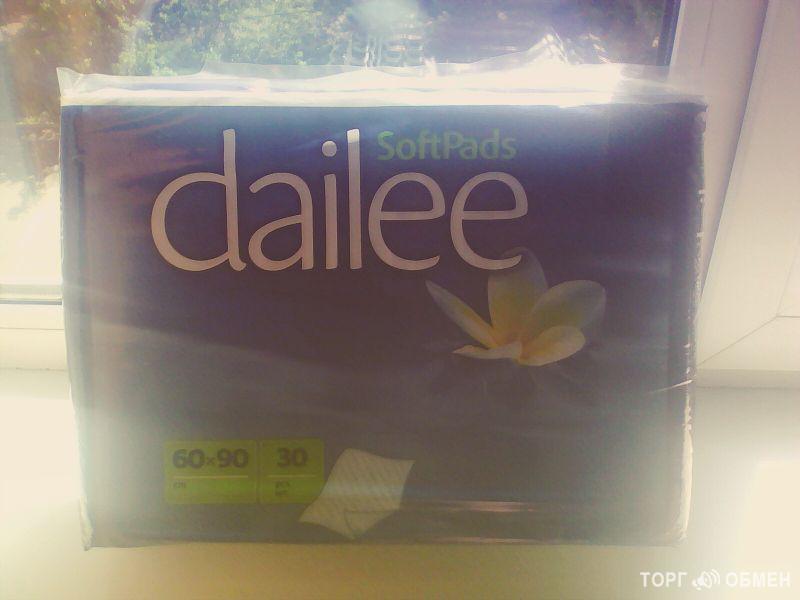 SoftPads
dailee
60×90 30
ТОРГ ОБМЕН